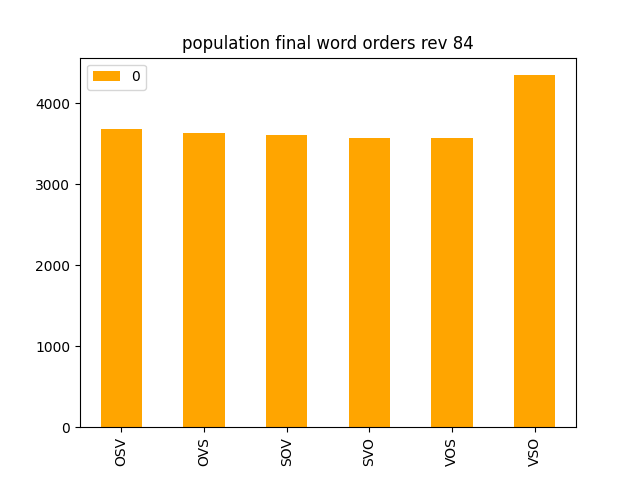 population final word orders rev 84
0
4000
3000
2000
1000
0
OSV
OVS
SOV
SVO
VOS
VSO